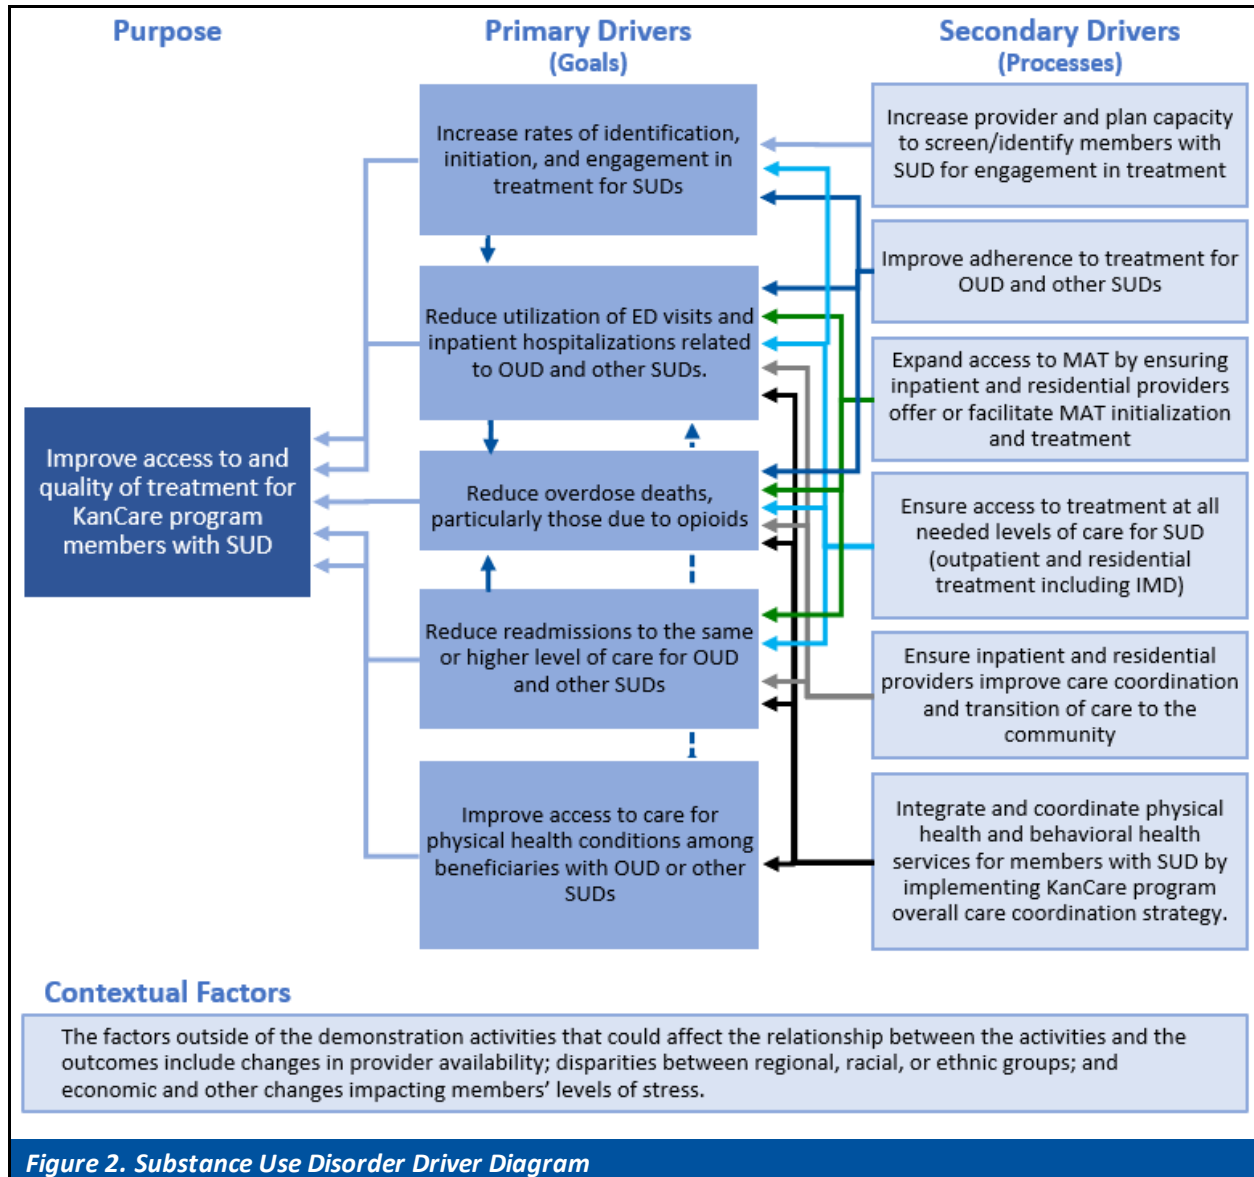 Purpose
Primary Drivers
(Goals)
Secondary Drivers
(Processes)
Increase rates of identification,
initiation, and engagement in
treatment for SUDs
Reduce utilization of ED visits and
inpatient hospitalizations related
to OUD and other SUDs.
Improve access to and
quality of treatment for
KanCare program
members with SUD
Reduce overdose deaths,
particularly those due to opioids
Reduce readmissions to the same
or higher level of care for OUD
and other SUDs
Improve access to care for
physical health conditions among
beneficiaries with OUD or other
SUDs
Increase provider and plan capacity
to screen/identify members with
SUD for engagement in treatment
Improve adherence to treatment for
OUD and other SUDs
Expand access to MAT by ensuring
inpatient and residential providers
offer or facilitate MAT initialization
and treatment
Ensure access to treatment at all
needed levels of care for SUD
(outpatient and residential
treatment including IMD)
Ensure inpatient and residential
providers improve care coordination
and transition of care to the
community
Integrate and coordinate physical
health and behavioral health
services for members with SUD by
implementing KanCare program
overall care coordination strategy.
Contextual Factors
The factors outside of the demonstration activities that could affect the relationship between the activities and the
outcomes include changes in provider availability; disparities between regional, racial, or ethnic groups; and
economic and other changes impacting members’ levels of stress.
Figure 2. Substance Use Disorder Driver Diagram